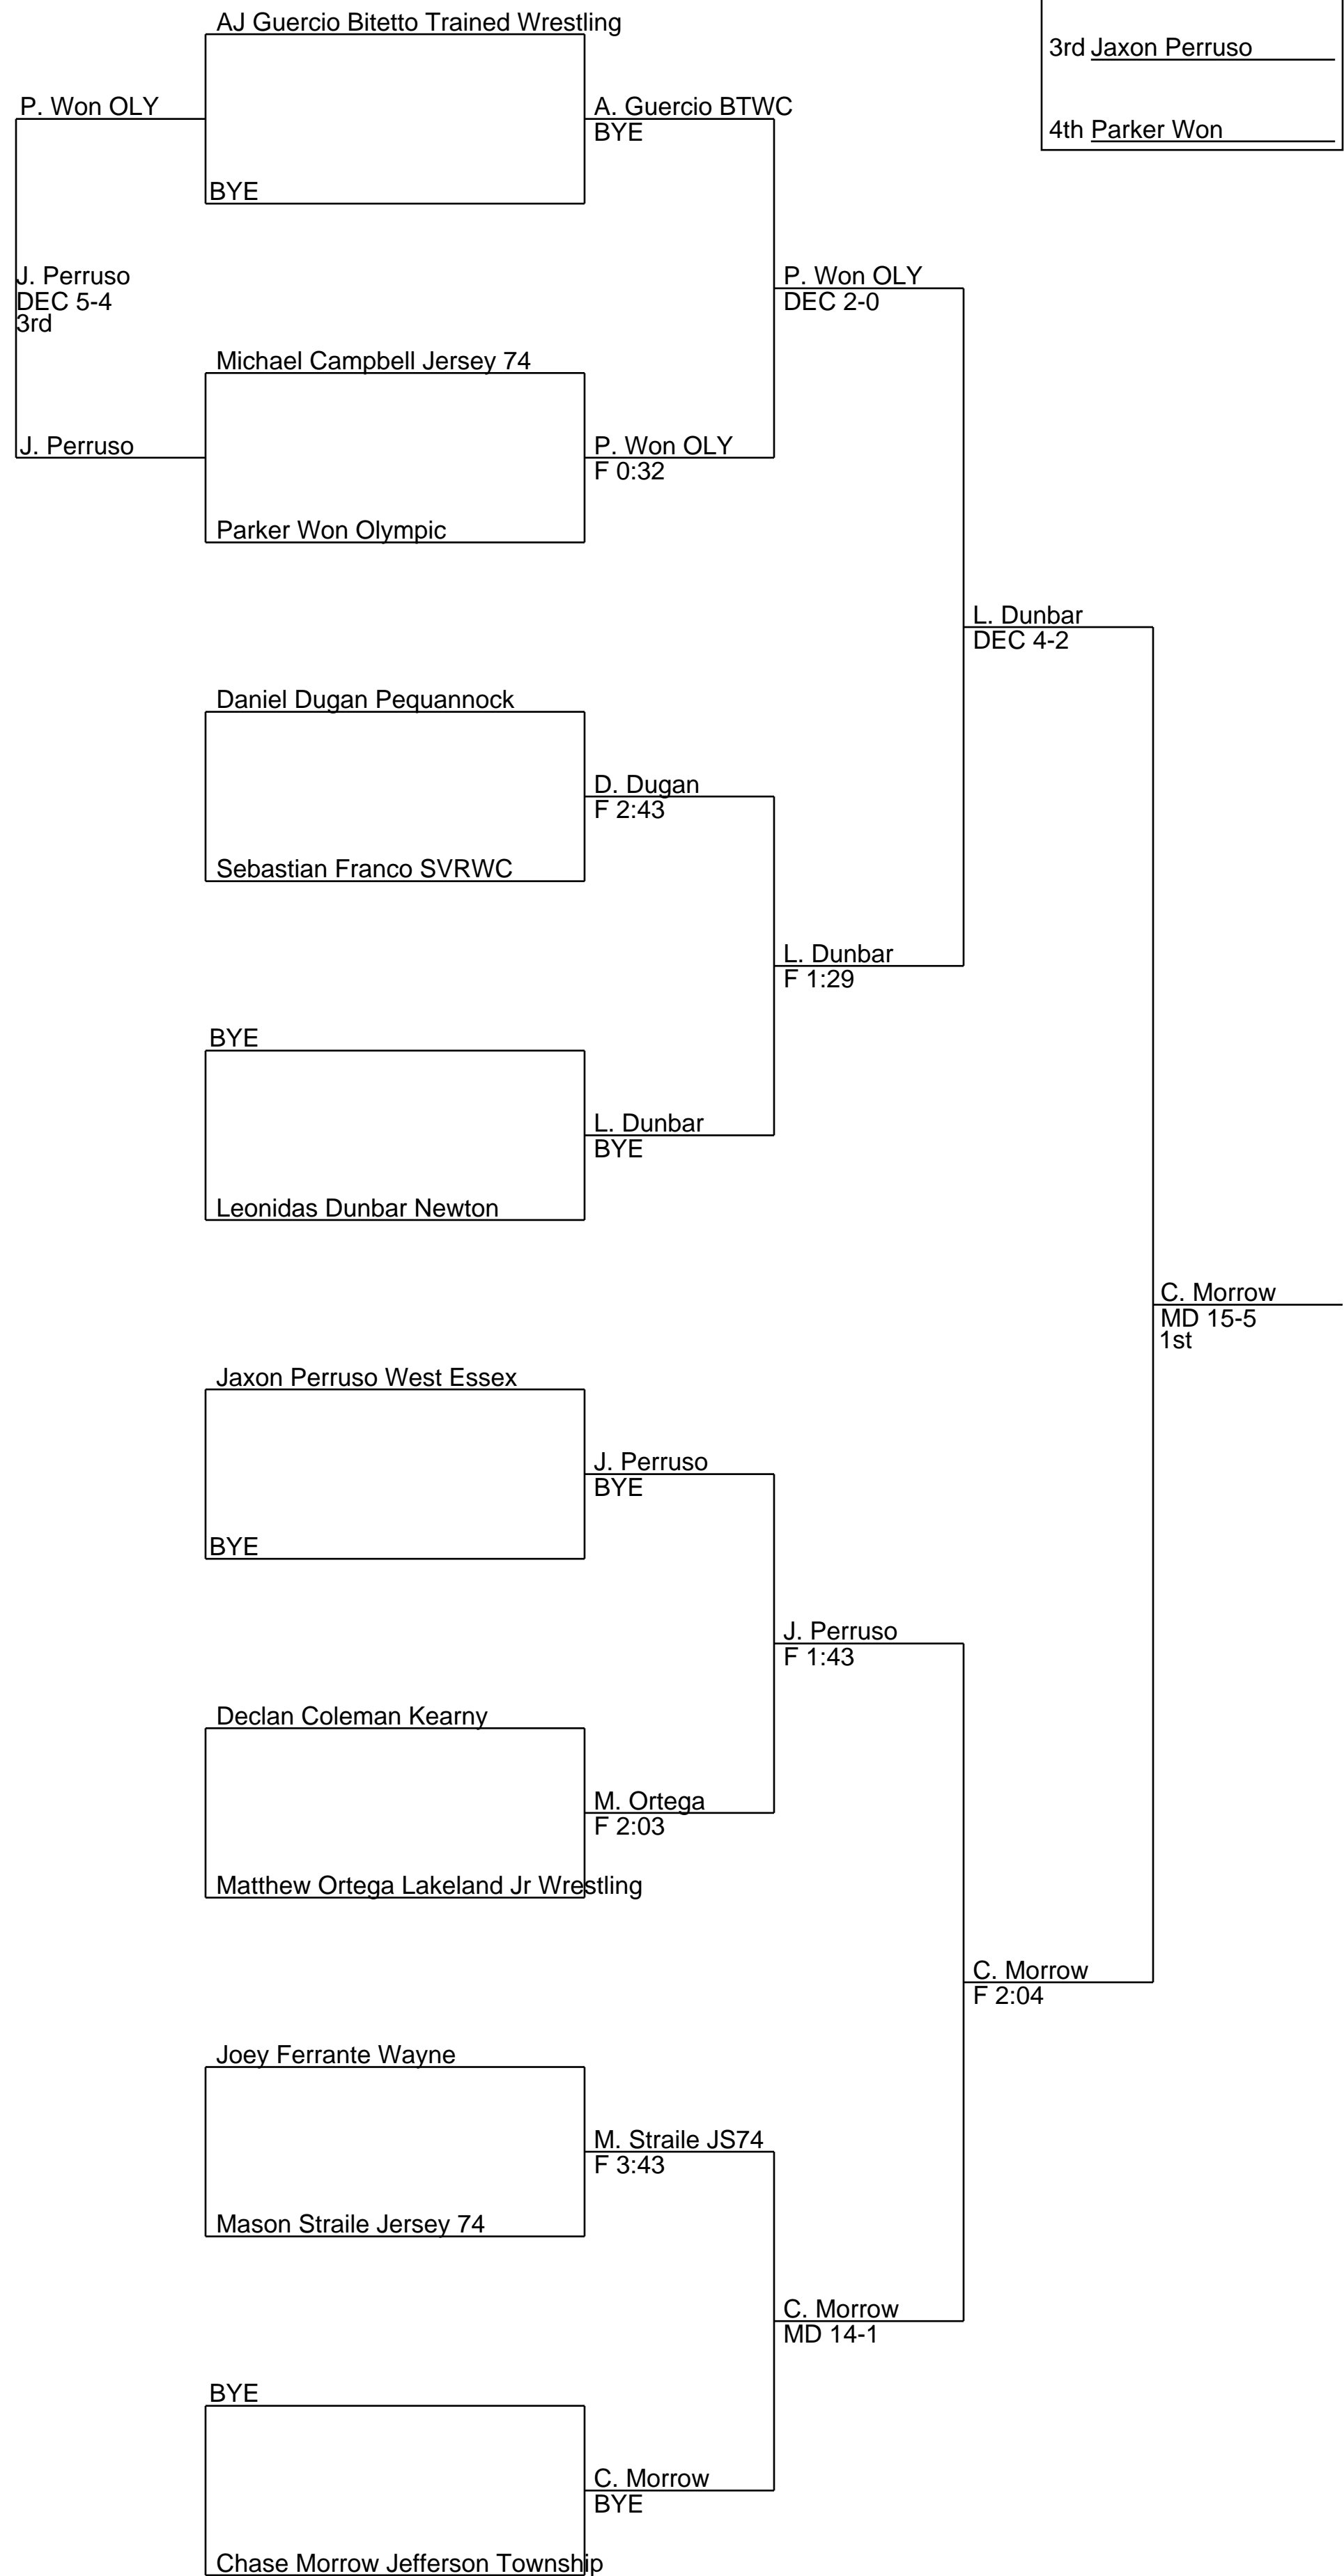 AJ Guercio Bitetto Trained Wrestling
3rd Jaxon Perruso
P. Won OLY
A. Guercio BTWC
BYE
4th Parker Won
BYE
J. Perruso
DEC 5-4
3rd
P. Won OLY
DEC 2-0
Michael Campbell Jersey 74
J. Perruso
P. Won OLY
F 0:32
Parker Won Olympic
L. Dunbar
DEC 4-2
Daniel Dugan Pequannock
D. Dugan
F 2:43
Sebastian Franco SVRWC
L. Dunbar
F 1:29
BYE
L. Dunbar
BYE
Leonidas Dunbar Newton
C. Morrow
MD 15-5
1st
Jaxon Perruso West Essex
J. Perruso
BYE
BYE
J. Perruso
F 1:43
Declan Coleman Kearny
M. Ortega
F 2:03
Matthew Ortega Lakeland Jr Wrestling
C. Morrow
F 2:04
Joey Ferrante Wayne
M. Straile JS74
F 3:43
Mason Straile Jersey 74
C. Morrow
MD 14-1
BYE
C. Morrow
BYE
Chase Morrow Jefferson Township